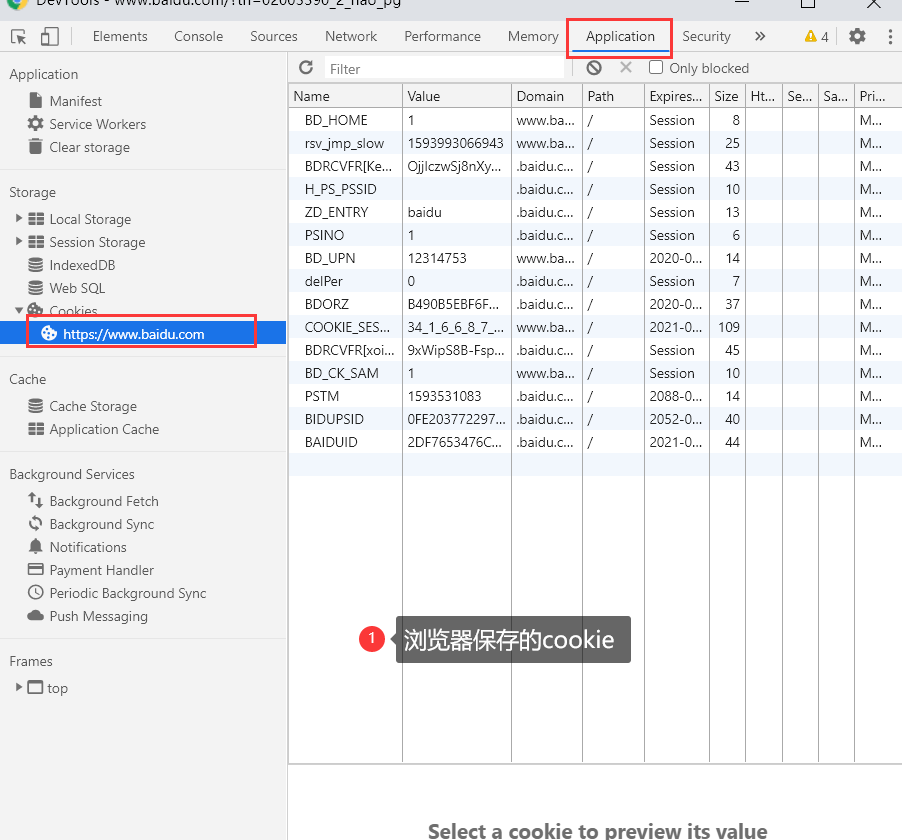 DevTools - www.baidu.com/?tn=02003390_2_hao_pg
Elements Console Sources Network Performance Memory Application Security » 4
Application
Manifest
Service Workers
Clear storage
Storage
Local Storage
Session Storage
IndexedDB
Web SQL
Cookies
https://www.baidu.com
Cache
Cache Storage
Application Cache
Background Services
Background Fetch
Background Sync
Notifications
Payment Handler
Periodic Background Sync
Push Messaging
Frames
top
Filter Only blocked
Name Value Domain Path Expires... Size Ht... Se... Sa... Pri...
BD_HOME 1 www.ba... / Session 8 M...
rsv_jmp_slow 1593993066943 www.ba... / Session 25 M...
BDRCVFR[Ke... OjjlczwSj8nXy... .baidu.c... / Session 43 M...
H_PS_PSSID .baidu.c... / Session 10 M...
ZD_ENTRY baidu .baidu.c... / Session 13 M...
PSINO 1 .baidu.c... / Session 6 M...
BD_UPN 12314753 www.ba... / 2020-0... 14 M...
delPer 0 .baidu.c... / Session 7 M...
BDORZ B490B5EBF6F... .baidu.c... / 2020-0... 37 M...
COOKIE_SES... 34_1_6_6_8_7_... www.ba... / 2021-0... 109 M...
BDRCVFR[xoi... 9xWipS8B-Fsp... .baidu.c... / Session 45 M...
BD_CK_SAM 1 www.ba... / Session 10 M...
PSTM 1593531083 .baidu.c... / 2088-0... 14 M...
BIDUPSID 0FE203772297... .baidu.c... / 2052-0... 40 M...
BAIDUID 2DF7653476C... .baidu.c... / 2021-0... 44 M...
1 浏览器保存的cookie
Select a cookie to preview its value